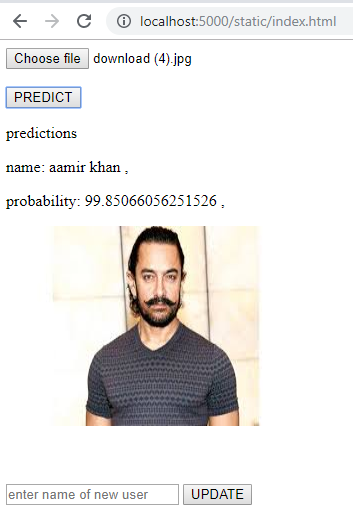 localhost:5000/static/index.html
Choose file download (4).jpg
PREDICT
predictions
name: aamir khan ,
probability: 99.85066056251526 ,
enter name of new user UPDATE